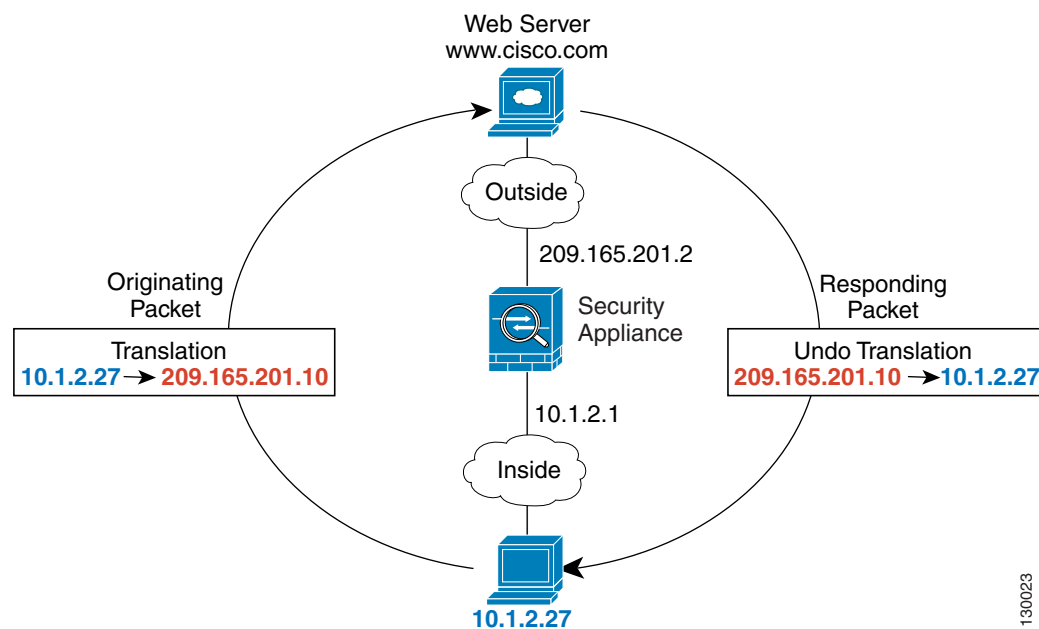 Web Server
www.cisco.com
Outside
209.165.201.2
Originating
Packet
Responding
Packet
Security
Appliance
Translation
10.1.2.27 209.165.201.10
Undo Translation
209.165.201.10 10.1.2.27
10.1.2.1
Inside
10.1.2.27
130023